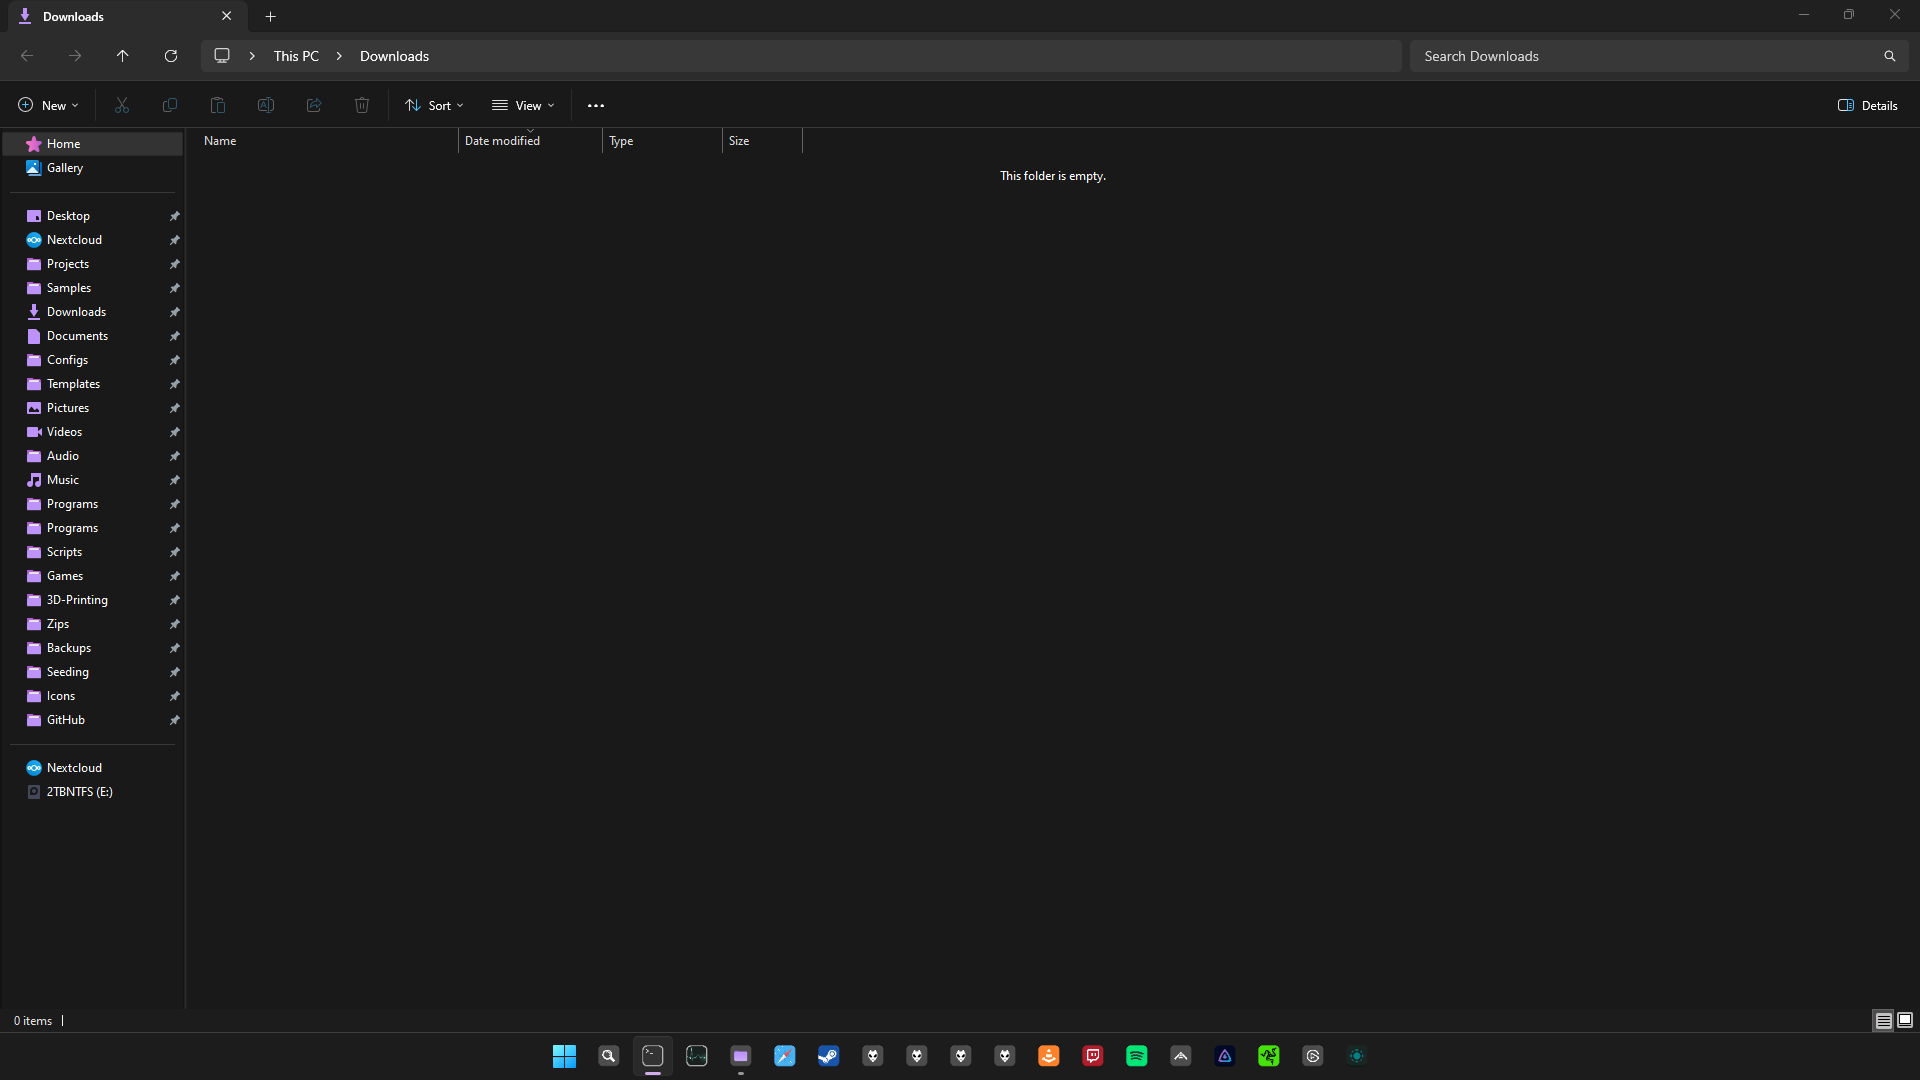 Downloads
This PC
Downloads
Search Downloads
New
Sort
View
Details
Name
Date modified
Type
Size
This folder is empty.
Home
Gallery
Desktop
Nextcloud
Projects
Samples
Downloads
Documents
Configs
Templates
Pictures
Videos
Audio
Music
Programs
Programs
Scripts
Games
3D-Printing
Zips
Backups
Seeding
Icons
GitHub
Nextcloud
2TBNTFS (E:)
0 items